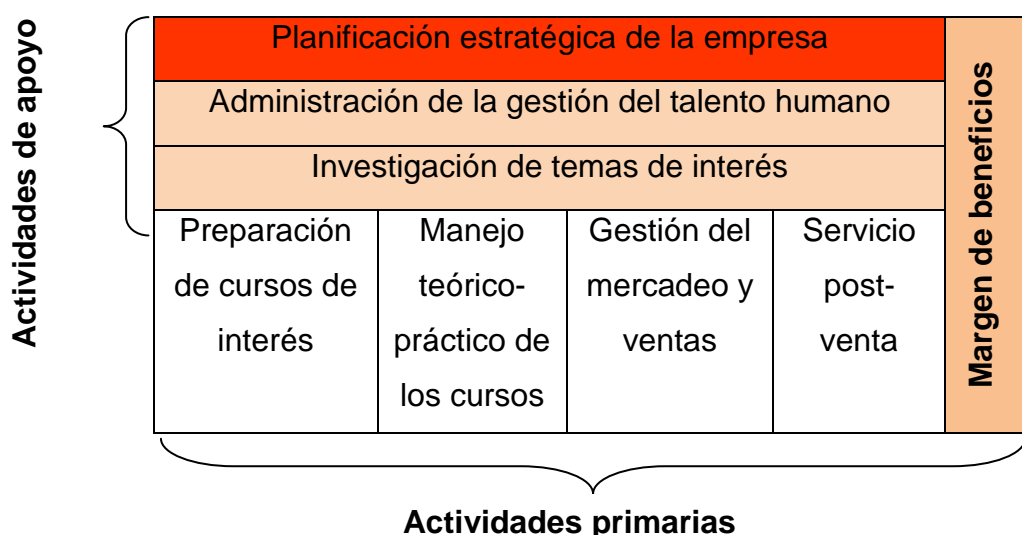 Actividades de apoyo
Planificación estratégica de la empresa
Administración de la gestión del talento humano
Investigación de temas de interés
Preparación
de cursos de
interés
Manejo
teórico-
práctico de
los cursos
Gestión del
mercadeo y
ventas
Servicio
post-
venta
Margen de beneficios
Actividades primarias